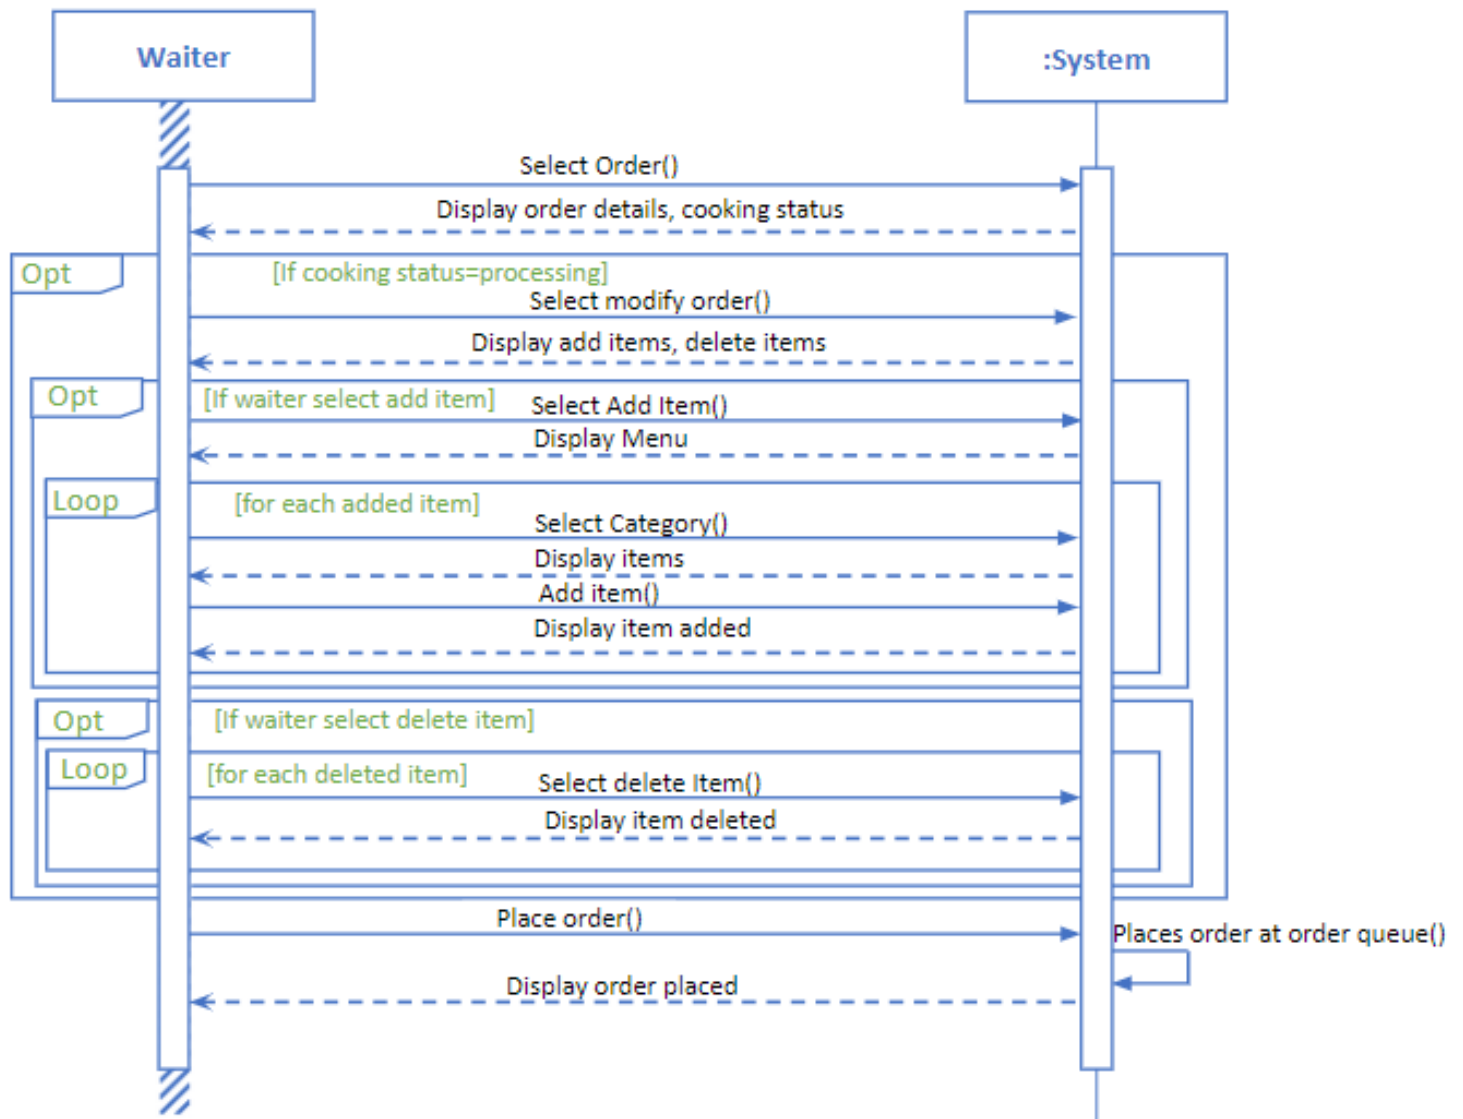 Waiter
:System
Select Order()
Display order details, cooking status
Opt
[If cooking status=processing]
Select modify order()
Display add items, delete items
Opt
[If waiter select add item]
Select Add Item()
Display Menu
Loop
[for each added item]
Select Category()
Display items
Add item()
Display item added
Opt
[If waiter select delete item]
Loop
[for each deleted item]
Select delete Item()
Display item deleted
Place order()
Places order at order queue()
Display order placed